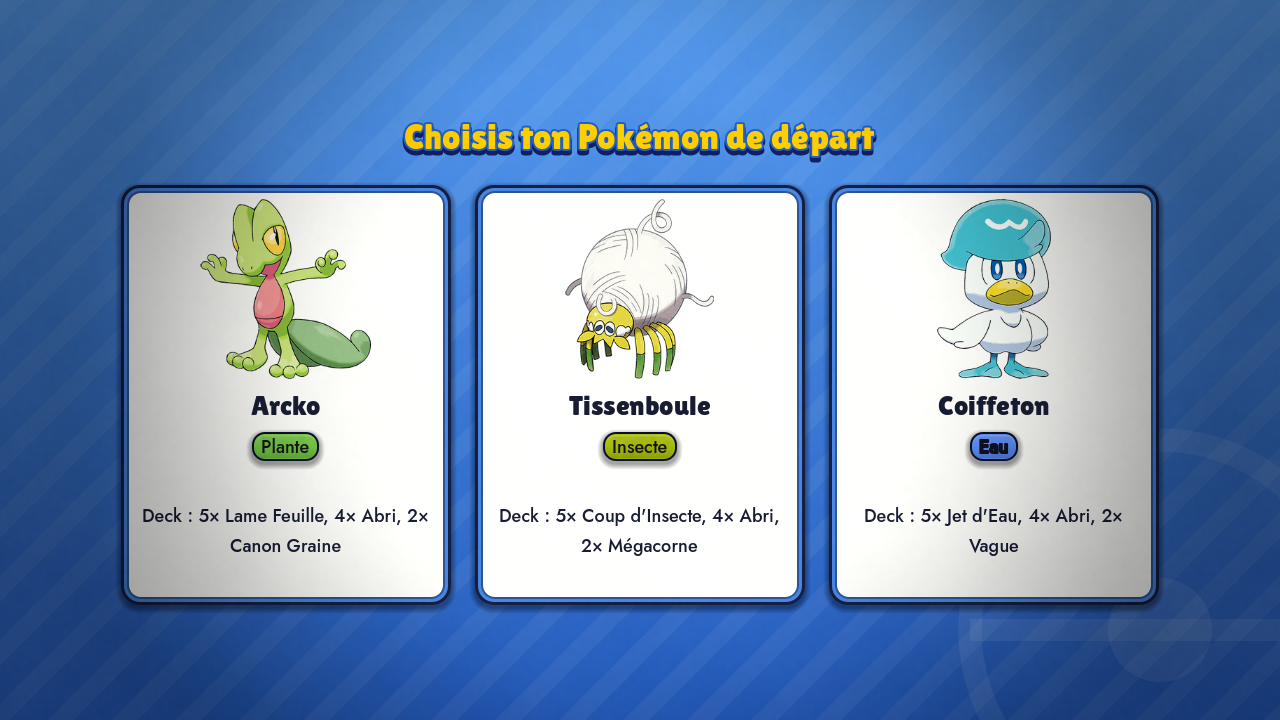 Choisis ton Pokémon de départ
Arcko
Plante
Deck : 5× Lame Feuille, 4× Abri, 2×
Canon Graine
Tissenboule
Insecte
Deck : 5× Coup d'Insecte, 4× Abri,
2× Mégacorne
Coiffeton
Eau
Deck : 5× Jet d'Eau, 4× Abri, 2×
Vague